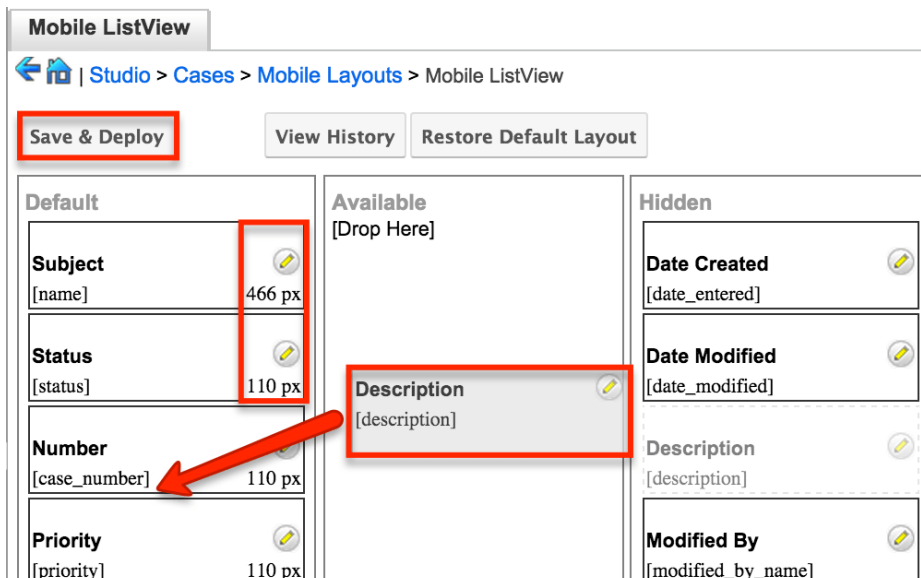 Mobile ListView
| Studio > Cases > Mobile Layouts > Mobile ListView
Save & Deploy
View History
Restore Default Layout
Default
Subject
[name] 466 px
Status
[status] 110 px
Number
[case_number] 110 px
Priority
[priority] 110 px
Available
[Drop Here]
Description
[description]
Hidden
Date Created
[date_entered]
Date Modified
[date_modified]
Description
[description]
Modified By
[modified_by_name]